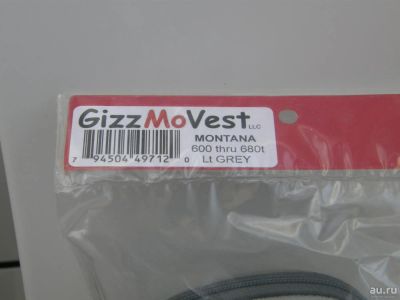 GizzMoVest LLC
MONTANA
600 thru 680t
Lt GREY
7 94504 49712 0
au.ru